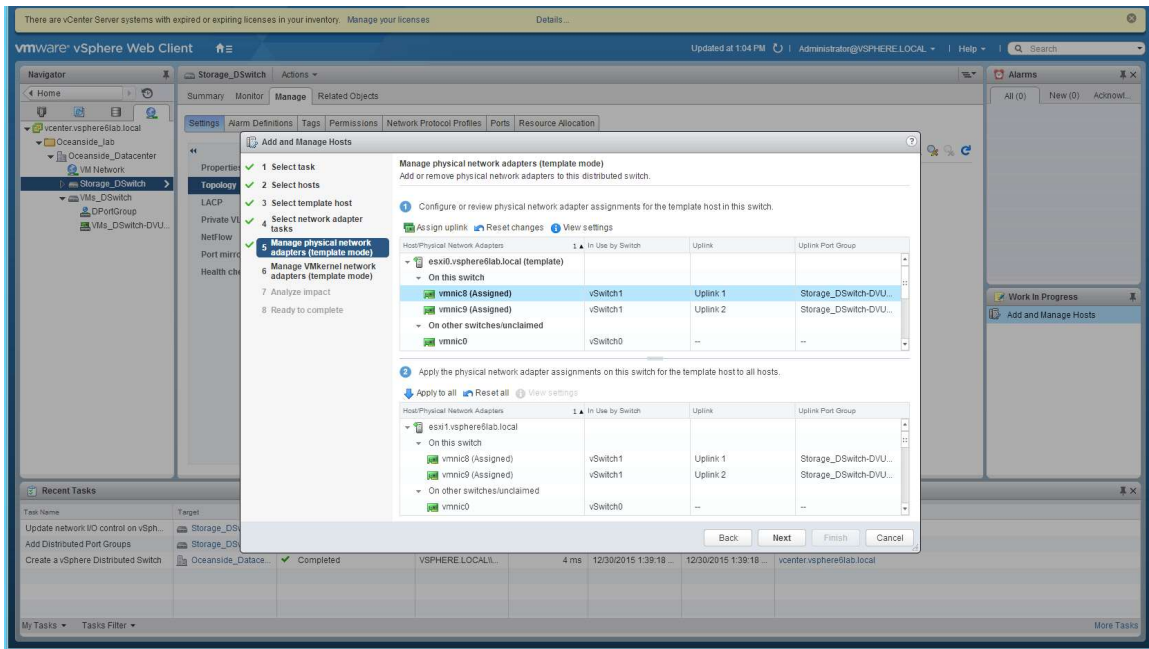 There are vCenter Server systems with expired or expiring licenses in your inventory. Manage your licenses Details...
vmware® vSphere Web Client Updated at 1:04 PM | Administrator@VSPHERE.LOCAL | Help | Search
Navigator
Home
vcenter.vsphere6lab.local
Oceanside_lab
Oceanside_Datacenter
VM Network
Storage_DSwitch
VMs_DSwitch
DPortGroup
VMs_DSwitch-DVU...
Storage_DSwitch Actions
Summary Monitor Manage Related Objects
Settings Alarm Definitions Tags Permissions Network Protocol Profiles Ports Resource Allocation
Properties
Topology
LACP
Private VL
NetFlow
Port mirro
Health che
Add and Manage Hosts
1 Select task
2 Select hosts
3 Select template host
4 Select network adapter
tasks
5 Manage physical network
adapters (template mode)
6 Manage VMkernel network
adapters (template mode)
7 Analyze impact
8 Ready to complete
Manage physical network adapters (template mode)
Add or remove physical network adapters to this distributed switch.
1 Configure or review physical network adapter assignments for the template host in this switch.
Assign uplink Reset changes View settings
Host/Physical Network Adapters 1 ▲ In Use by Switch Uplink Uplink Port Group
esxi0.vsphere6lab.local (template)
On this switch
vmnic8 (Assigned) vSwitch1 Uplink 1 Storage_DSwitch-DVU...
vmnic9 (Assigned) vSwitch1 Uplink 2 Storage_DSwitch-DVU...
On other switches/unclaimed
vmnic0 vSwitch0 -- --
2 Apply the physical network adapter assignments on this switch for the template host to all hosts.
Apply to all Reset all View settings
Host/Physical Network Adapters 1 ▲ In Use by Switch Uplink Uplink Port Group
esxi1.vsphere6lab.local
On this switch
vmnic8 (Assigned) vSwitch1 Uplink 1 Storage_DSwitch-DVU...
vmnic9 (Assigned) vSwitch1 Uplink 2 Storage_DSwitch-DVU...
On other switches/unclaimed
vmnic0 vSwitch0 -- --
Back Next Finish Cancel
Alarms
All (0) New (0) Acknowl...
Work In Progress
Add and Manage Hosts
Recent Tasks
Task Name Target
Update network I/O control on vSph... Storage_DSw
Add Distributed Port Groups Storage_DSw
Create a vSphere Distributed Switch Oceanside_Datace... Completed VSPHERE.LOCAL\\... 4 ms 12/30/2015 1:39:18 ... 12/30/2015 1:39:18 ... vcenter.vsphere6lab.local
My Tasks Tasks Filter More Tasks